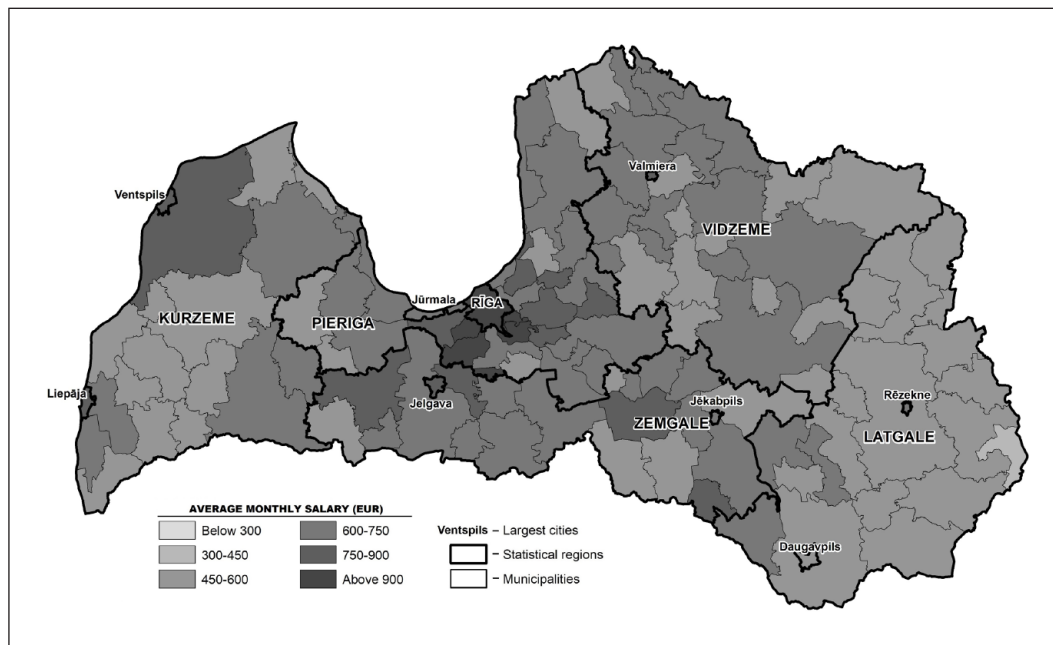 Ventspils
Valmiera
VIDZEME
Jūrmala
RĪGA
KURZEME
PIERIGA
Liepāja
Jelgava
Jēkabpils
ZEMGALE
Rēzekne
LATGALE
Daugavpils
AVERAGE MONTHLY SALARY (EUR)
Below 300
300-450
450-600
600-750
750-900
Above 900
Ventspils – Largest cities
– Statistical regions
– Municipalities